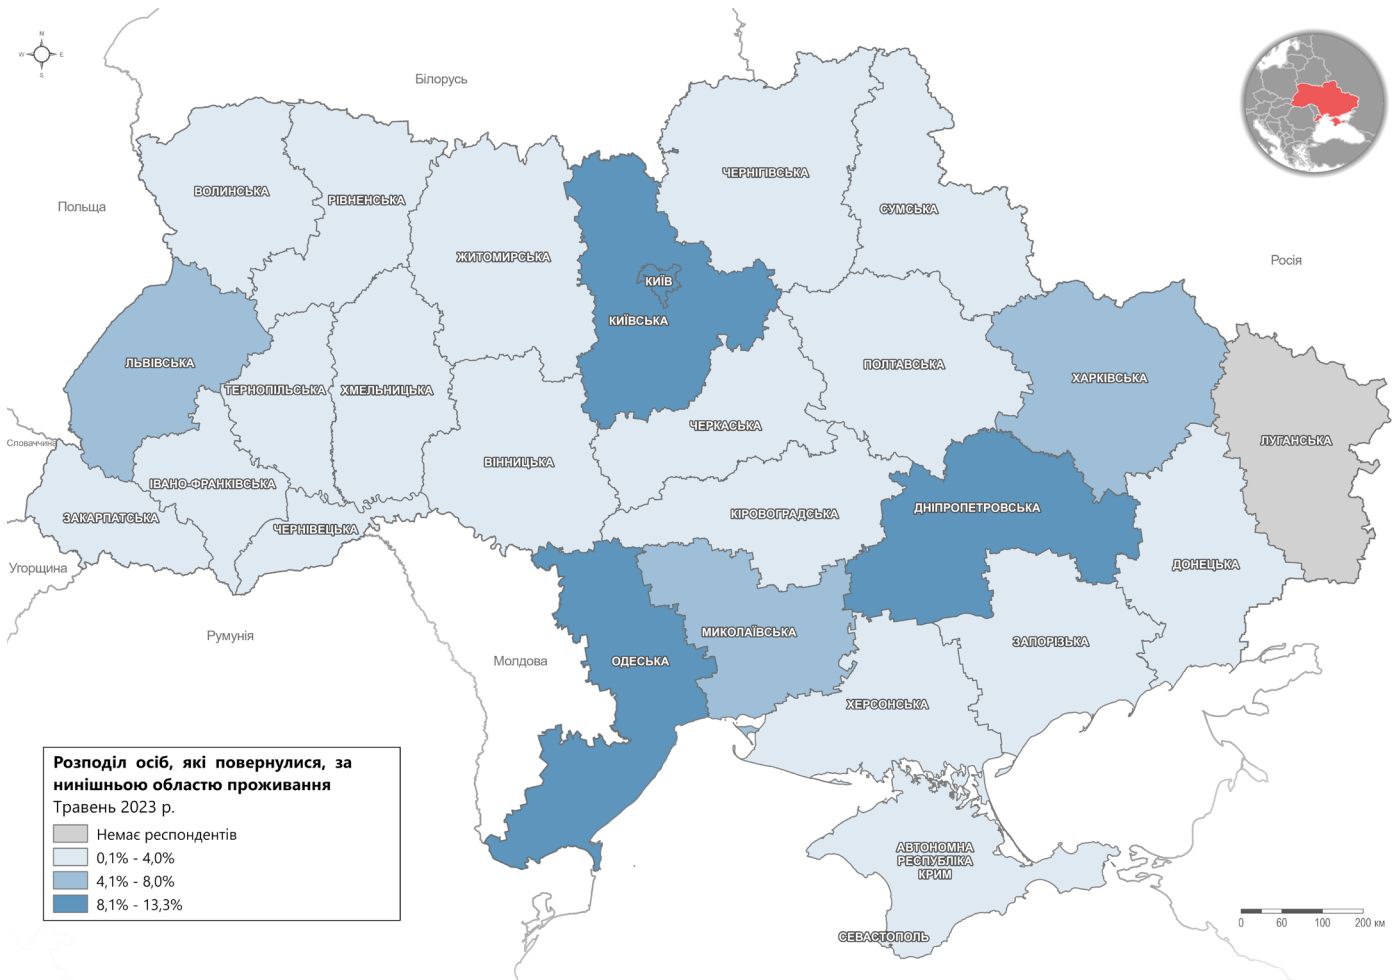 N
W
E
S
Білорусь
Польща
Росія
Словаччина
Угорщина
Румунія
Молдова
ВОЛИНСЬКА
РІВНЕНСЬКА
ЖИТОМИРСЬКА
ЧЕРНІГІВСЬКА
СУМСЬКА
КИЇВ
КИЇВСЬКА
ЛЬВІВСЬКА
ТЕРНОПІЛЬСЬКА
ХМЕЛЬНИЦЬКА
ПОЛТАВСЬКА
ХАРКІВСЬКА
ЧЕРКАСЬКА
ЛУГАНСЬКА
ВІННИЦЬКА
ІВАНО-ФРАНКІВСЬКА
ЗАКАРПАТСЬКА
ЧЕРНІВЕЦЬКА
КІРОВОГРАДСЬКА
ДНІПРОПЕТРОВСЬКА
ДОНЕЦЬКА
МИКОЛАЇВСЬКА
ЗАПОРІЗЬКА
ОДЕСЬКА
ХЕРСОНСЬКА
АВТОНОМНА
РЕСПУБЛІКА
КРИМ
СЕВАСТОПОЛЬ
Розподіл осіб, які повернулися, за
нинішньою областю проживання
Травень 2023 р.
Немає респондентів
0,1% - 4,0%
4,1% - 8,0%
8,1% - 13,3%
0 60 100 200 км